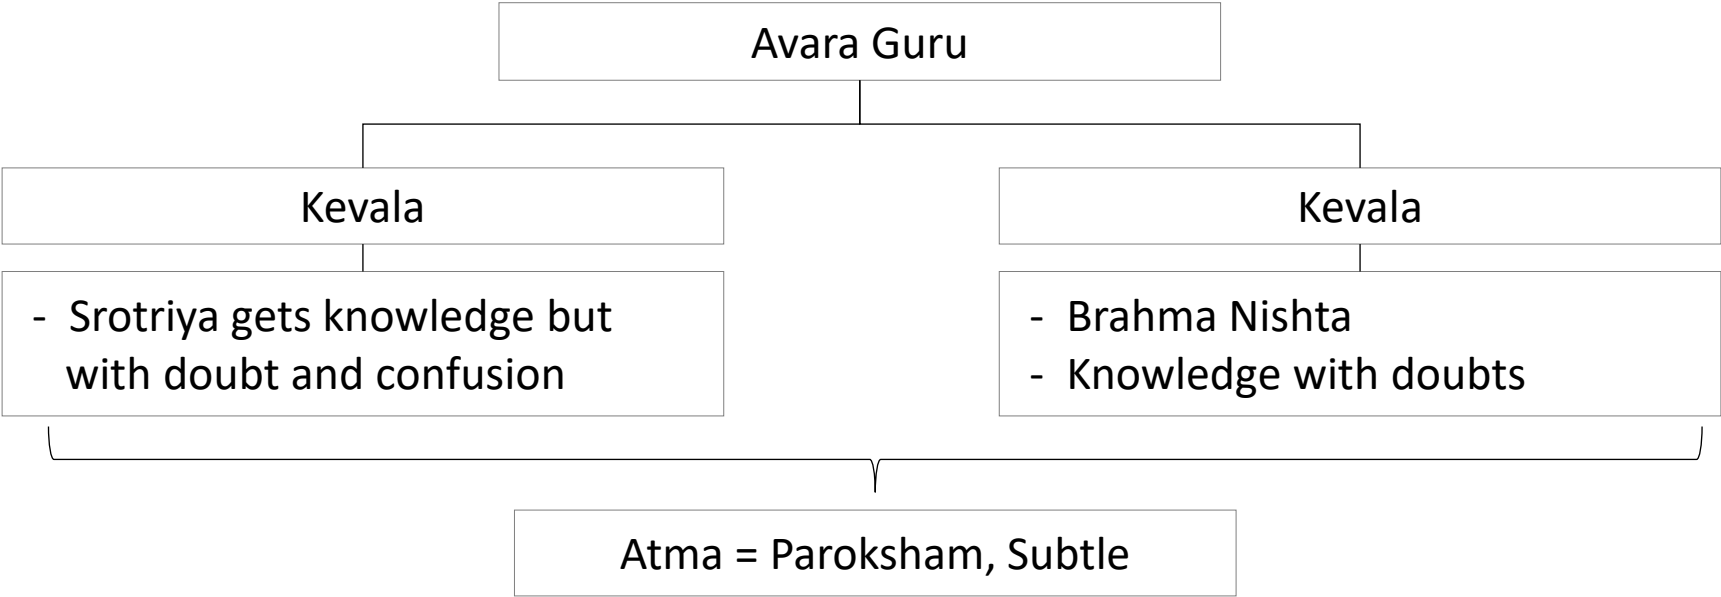 Avara Guru
Kevala
- Srotriya gets knowledge but
with doubt and confusion
Kevala
- Brahma Nishta
- Knowledge with doubts
Atma = Paroksham, Subtle